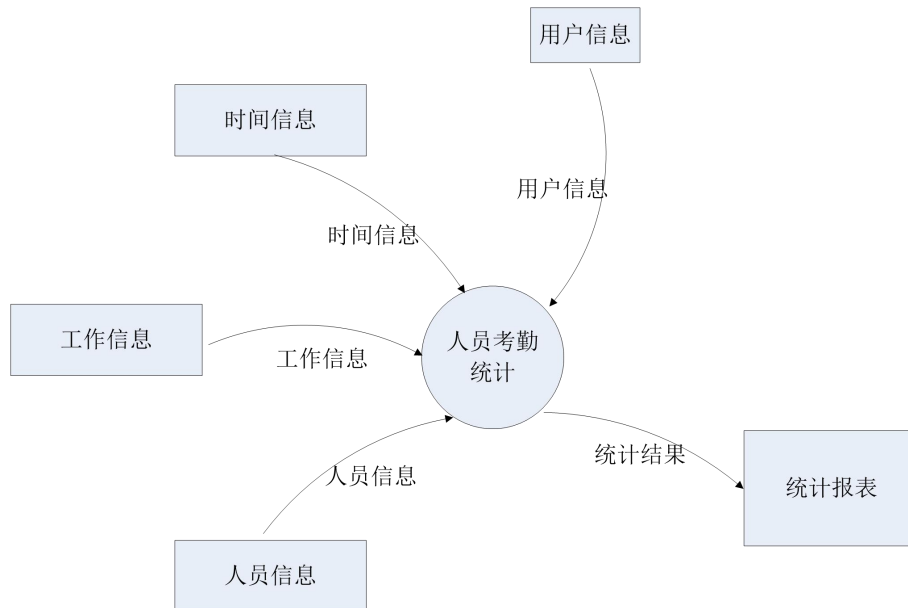 用户信息
时间信息
用户信息
时间信息
工作信息
工作信息
人员考勤
统计
统计结果
人员信息
统计报表
人员信息